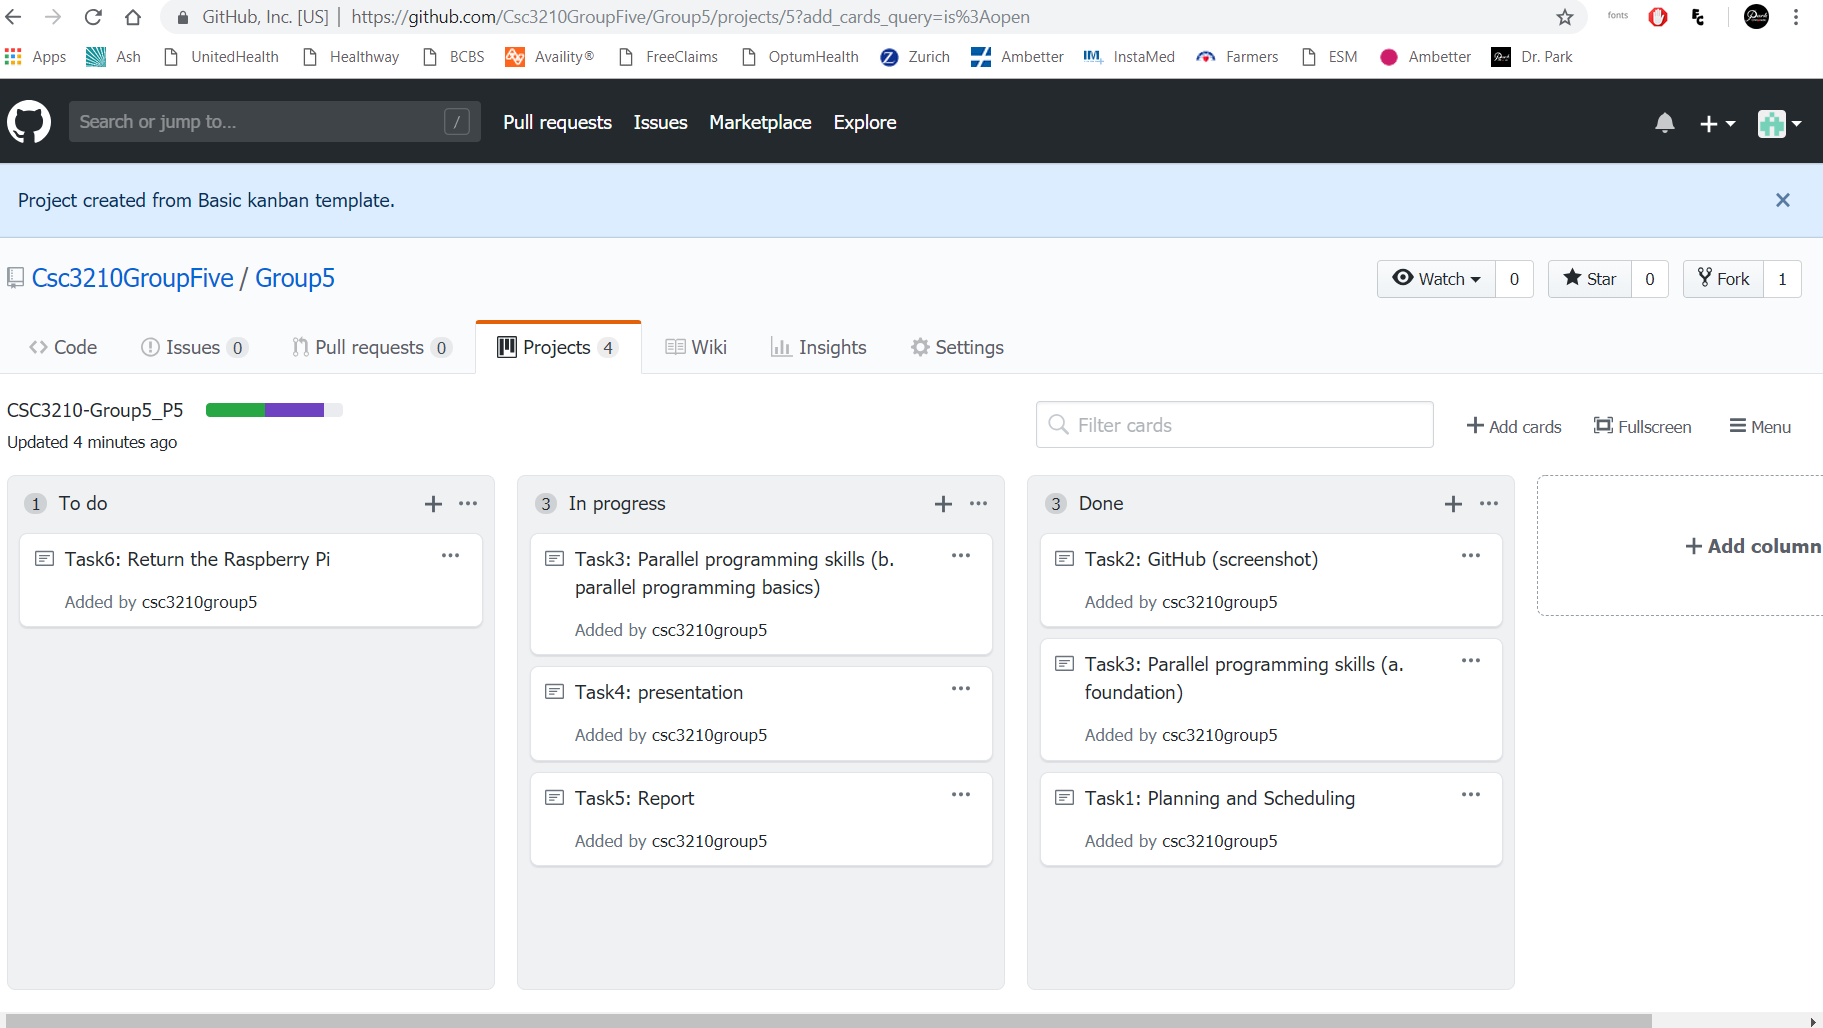 GitHub, Inc. [US] | https://github.com/Csc3210GroupFive/Group5/projects/5?add_cards_query=is%3Aopen
fonts
Apps Ash UnitedHealth Healthway BCBS Availity® FreeClaims OptumHealth Zurich Ambetter InstaMed Farmers ESM Ambetter Dr. Park
Search or jump to... / Pull requests Issues Marketplace Explore
Project created from Basic kanban template.
Csc3210GroupFive / Group5
Watch 0 Star 0 Fork 1
Code Issues 0 Pull requests 0 Projects 4 Wiki Insights Settings
CSC3210-Group5_P5
Updated 4 minutes ago
Filter cards
Add cards Fullscreen Menu
1 To do
Task6: Return the Raspberry Pi
Added by csc3210group5
3 In progress
Task3: Parallel programming skills (b.
parallel programming basics)
Added by csc3210group5
Task4: presentation
Added by csc3210group5
Task5: Report
Added by csc3210group5
3 Done
Task2: GitHub (screenshot)
Added by csc3210group5
Task3: Parallel programming skills (a.
foundation)
Added by csc3210group5
Task1: Planning and Scheduling
Added by csc3210group5
Add column